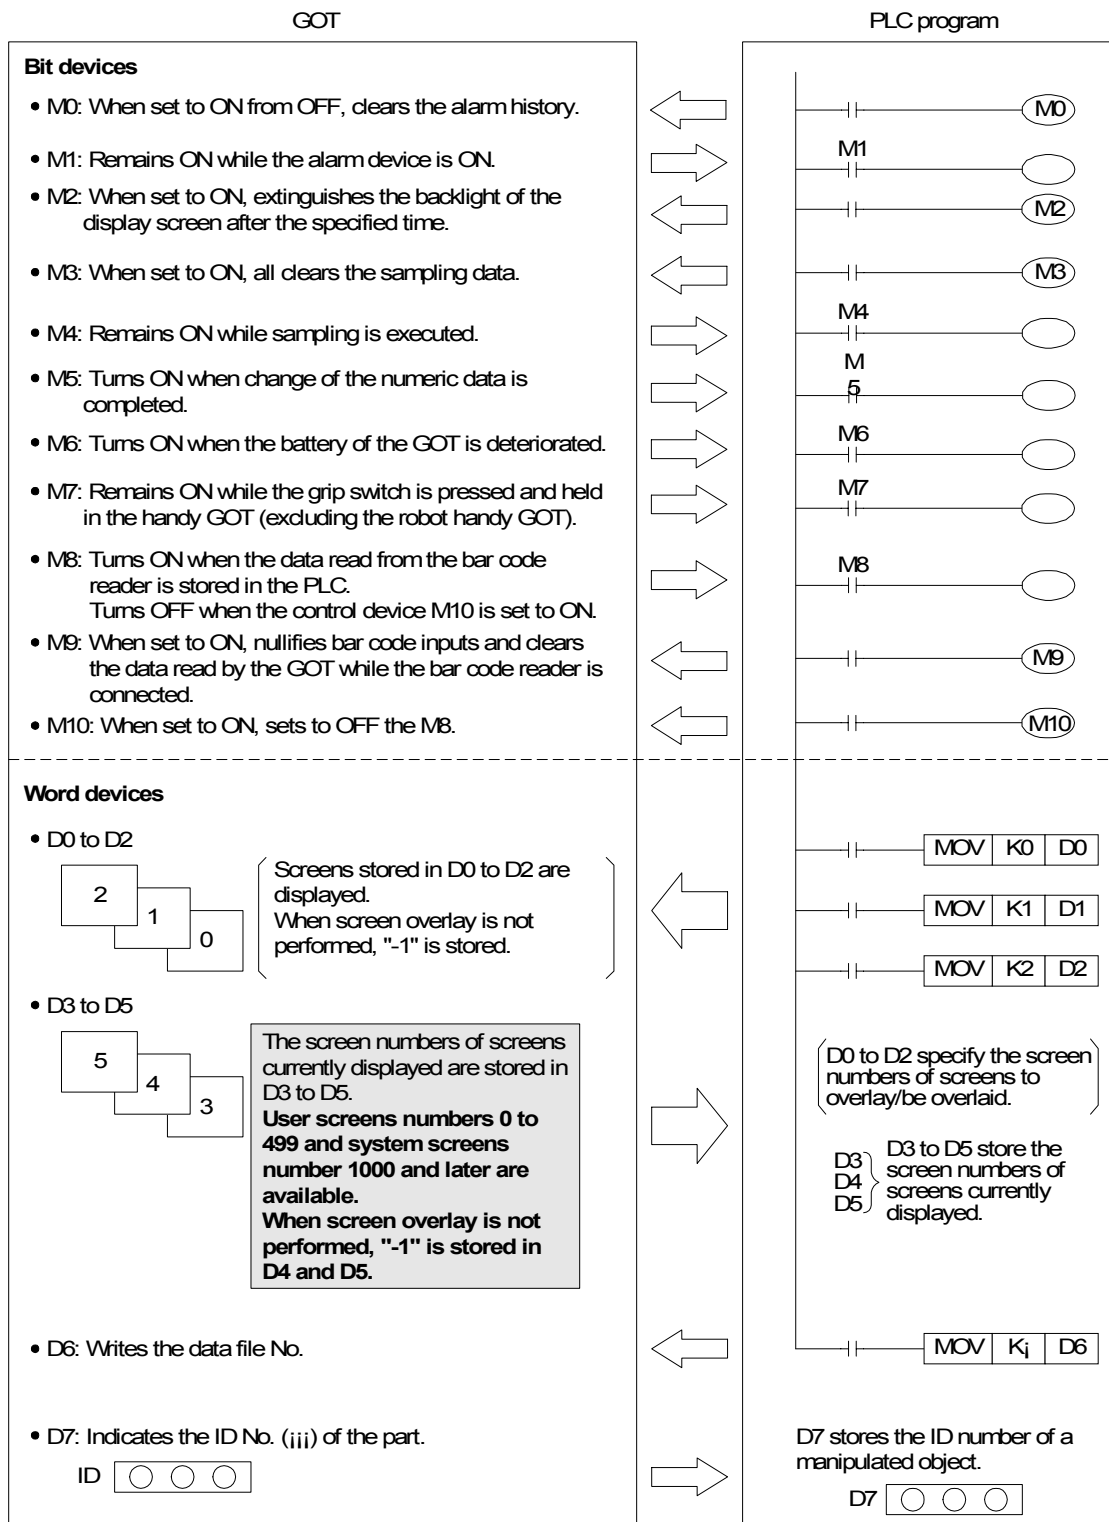 GOT
PLC program
Bit devices
• M0: When set to ON from OFF, clears the alarm history.
M0
• M1: Remains ON while the alarm device is ON.
M1
• M2: When set to ON, extinguishes the backlight of the
display screen after the specified time.
M2
• M3: When set to ON, all clears the sampling data.
M3
• M4: Remains ON while sampling is executed.
M4
• M5: Turns ON when change of the numeric data is
completed.
M
5
• M6: Turns ON when the battery of the GOT is deteriorated.
M6
• M7: Remains ON while the grip switch is pressed and held
in the handy GOT (excluding the robot handy GOT).
M7
• M8: Turns ON when the data read from the bar code
reader is stored in the PLC.
Turns OFF when the control device M10 is set to ON.
M8
• M9: When set to ON, nullifies bar code inputs and clears
the data read by the GOT while the bar code reader is
connected.
M9
• M10: When set to ON, sets to OFF the M8.
M10
Word devices
• D0 to D2
2
1
0
Screens stored in D0 to D2 are
displayed.
When screen overlay is not
performed, "-1" is stored.
MOV K0 D0
MOV K1 D1
MOV K2 D2
• D3 to D5
5
4
3
The screen numbers of screens
currently displayed are stored in
D3 to D5.
User screens numbers 0 to
499 and system screens
number 1000 and later are
available.
When screen overlay is not
performed, "-1" is stored in
D4 and D5.
D0 to D2 specify the screen
numbers of screens to
overlay/be overlaid.
D3
D4
D5
D3 to D5 store the
screen numbers of
screens currently
displayed.
• D6: Writes the data file No.
MOV K¡ D6
• D7: Indicates the ID No. (¡¡¡) of the part.
ID ○ ○ ○
D7 stores the ID number of a
manipulated object.
D7 ○ ○ ○